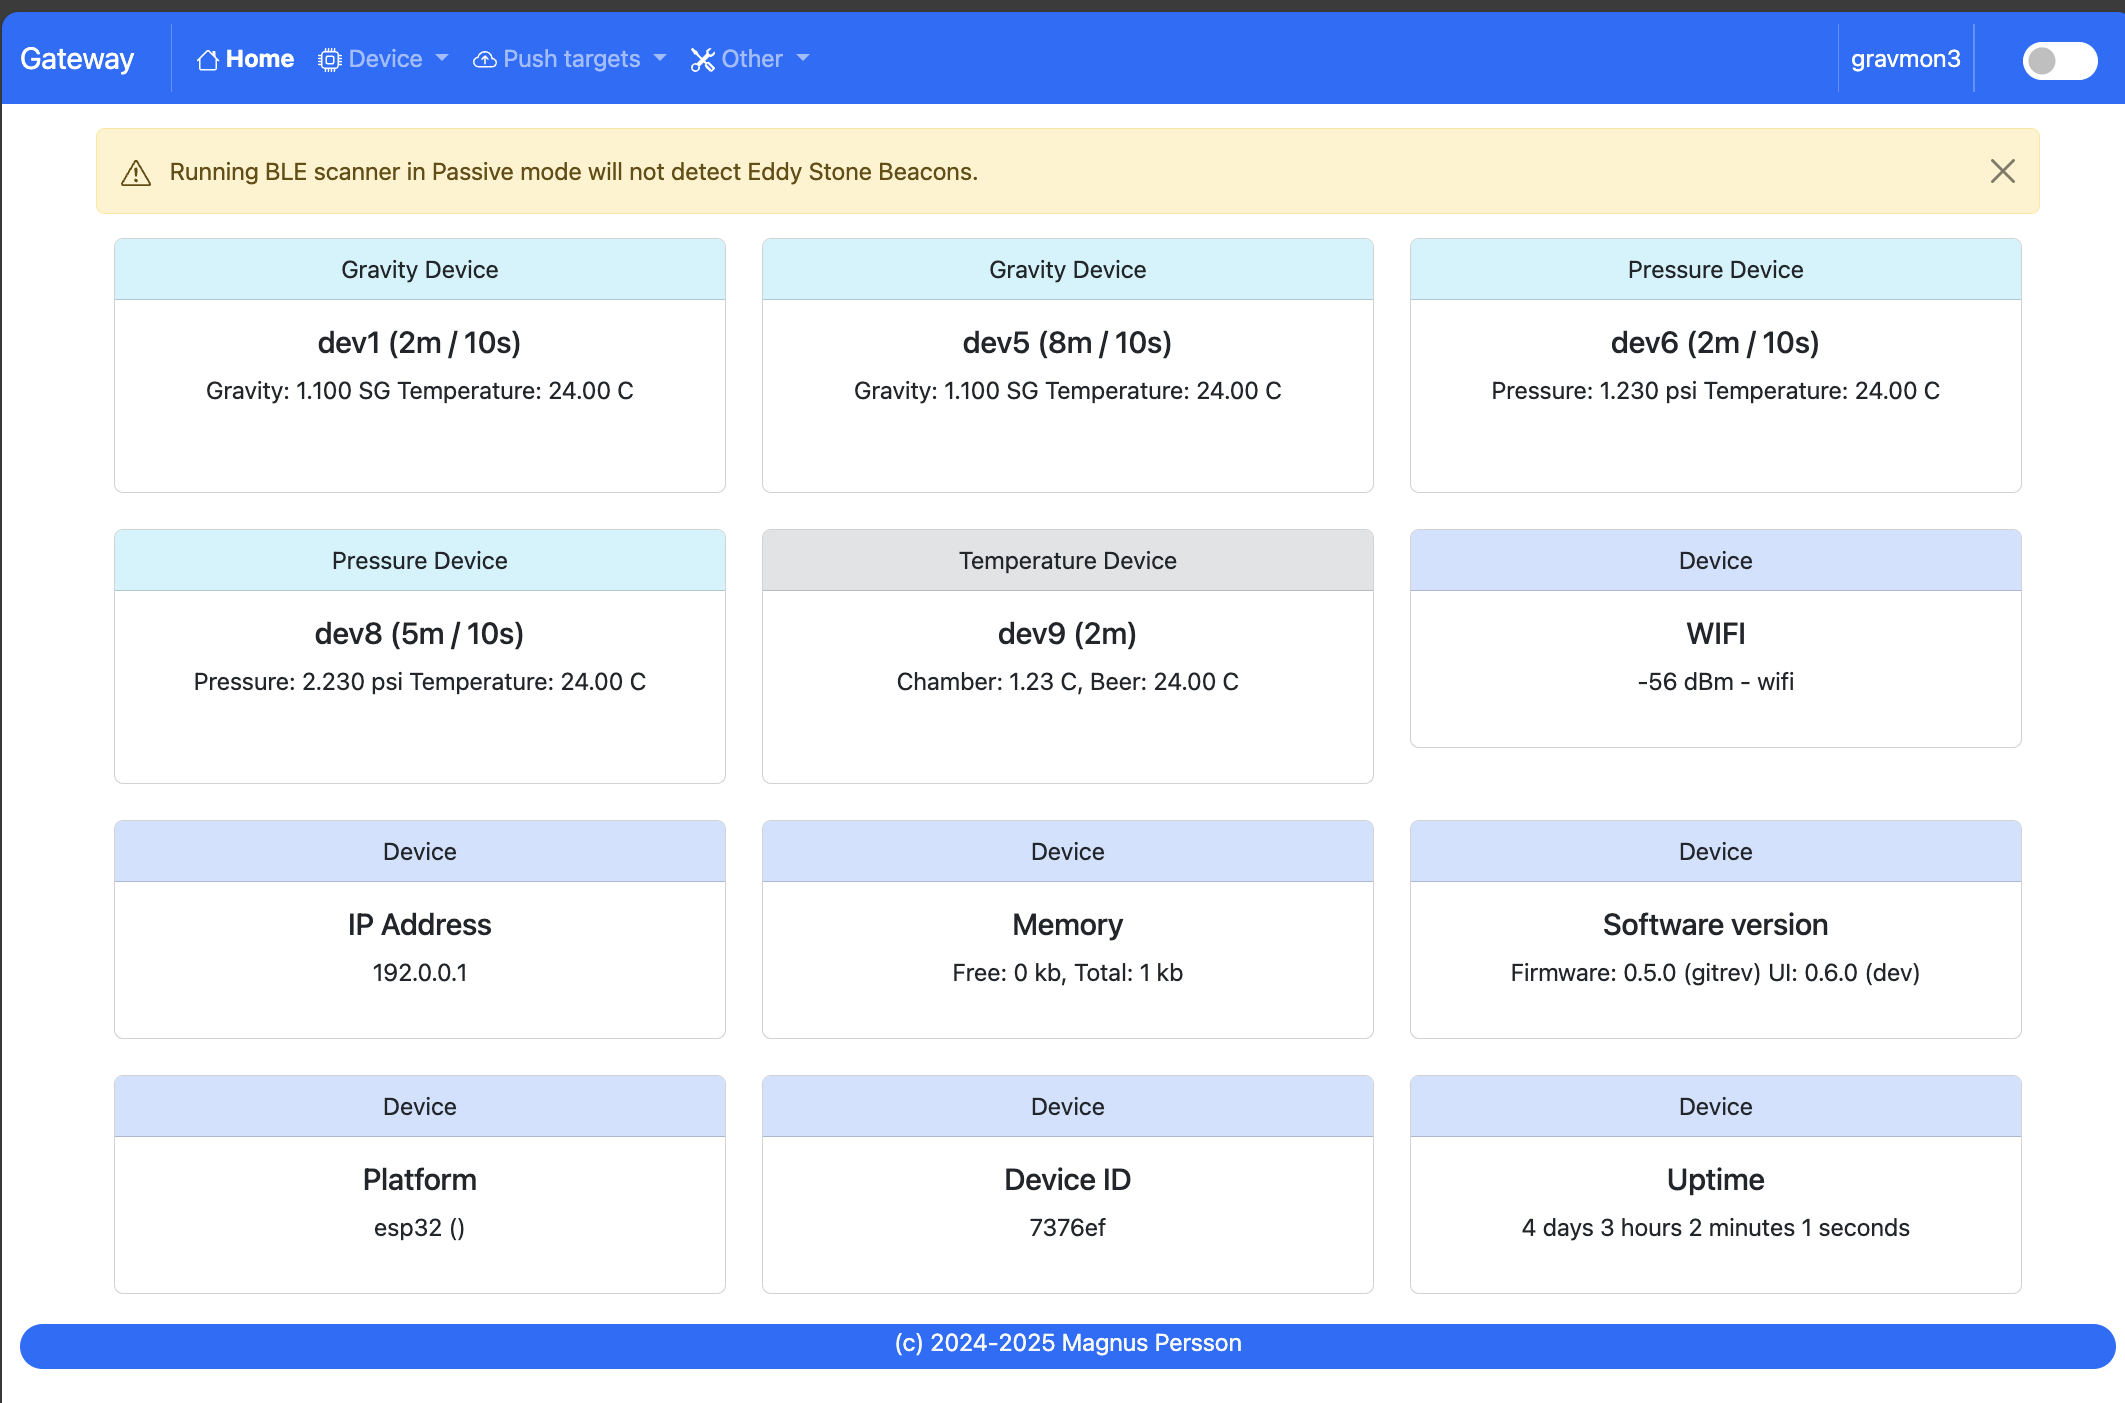 Gateway Home Device Push targets Other gravmon3
Running BLE scanner in Passive mode will not detect Eddy Stone Beacons.
Gravity Device
dev1 (2m / 10s)
Gravity: 1.100 SG Temperature: 24.00 C
Gravity Device
dev5 (8m / 10s)
Gravity: 1.100 SG Temperature: 24.00 C
Pressure Device
dev6 (2m / 10s)
Pressure: 1.230 psi Temperature: 24.00 C
Pressure Device
dev8 (5m / 10s)
Pressure: 2.230 psi Temperature: 24.00 C
Temperature Device
dev9 (2m)
Chamber: 1.23 C, Beer: 24.00 C
Device
WIFI
-56 dBm - wifi
Device
IP Address
192.0.0.1
Device
Memory
Free: 0 kb, Total: 1 kb
Device
Software version
Firmware: 0.5.0 (gitrev) UI: 0.6.0 (dev)
Device
Platform
esp32 ()
Device
Device ID
7376ef
Device
Uptime
4 days 3 hours 2 minutes 1 seconds
(c) 2024-2025 Magnus Persson